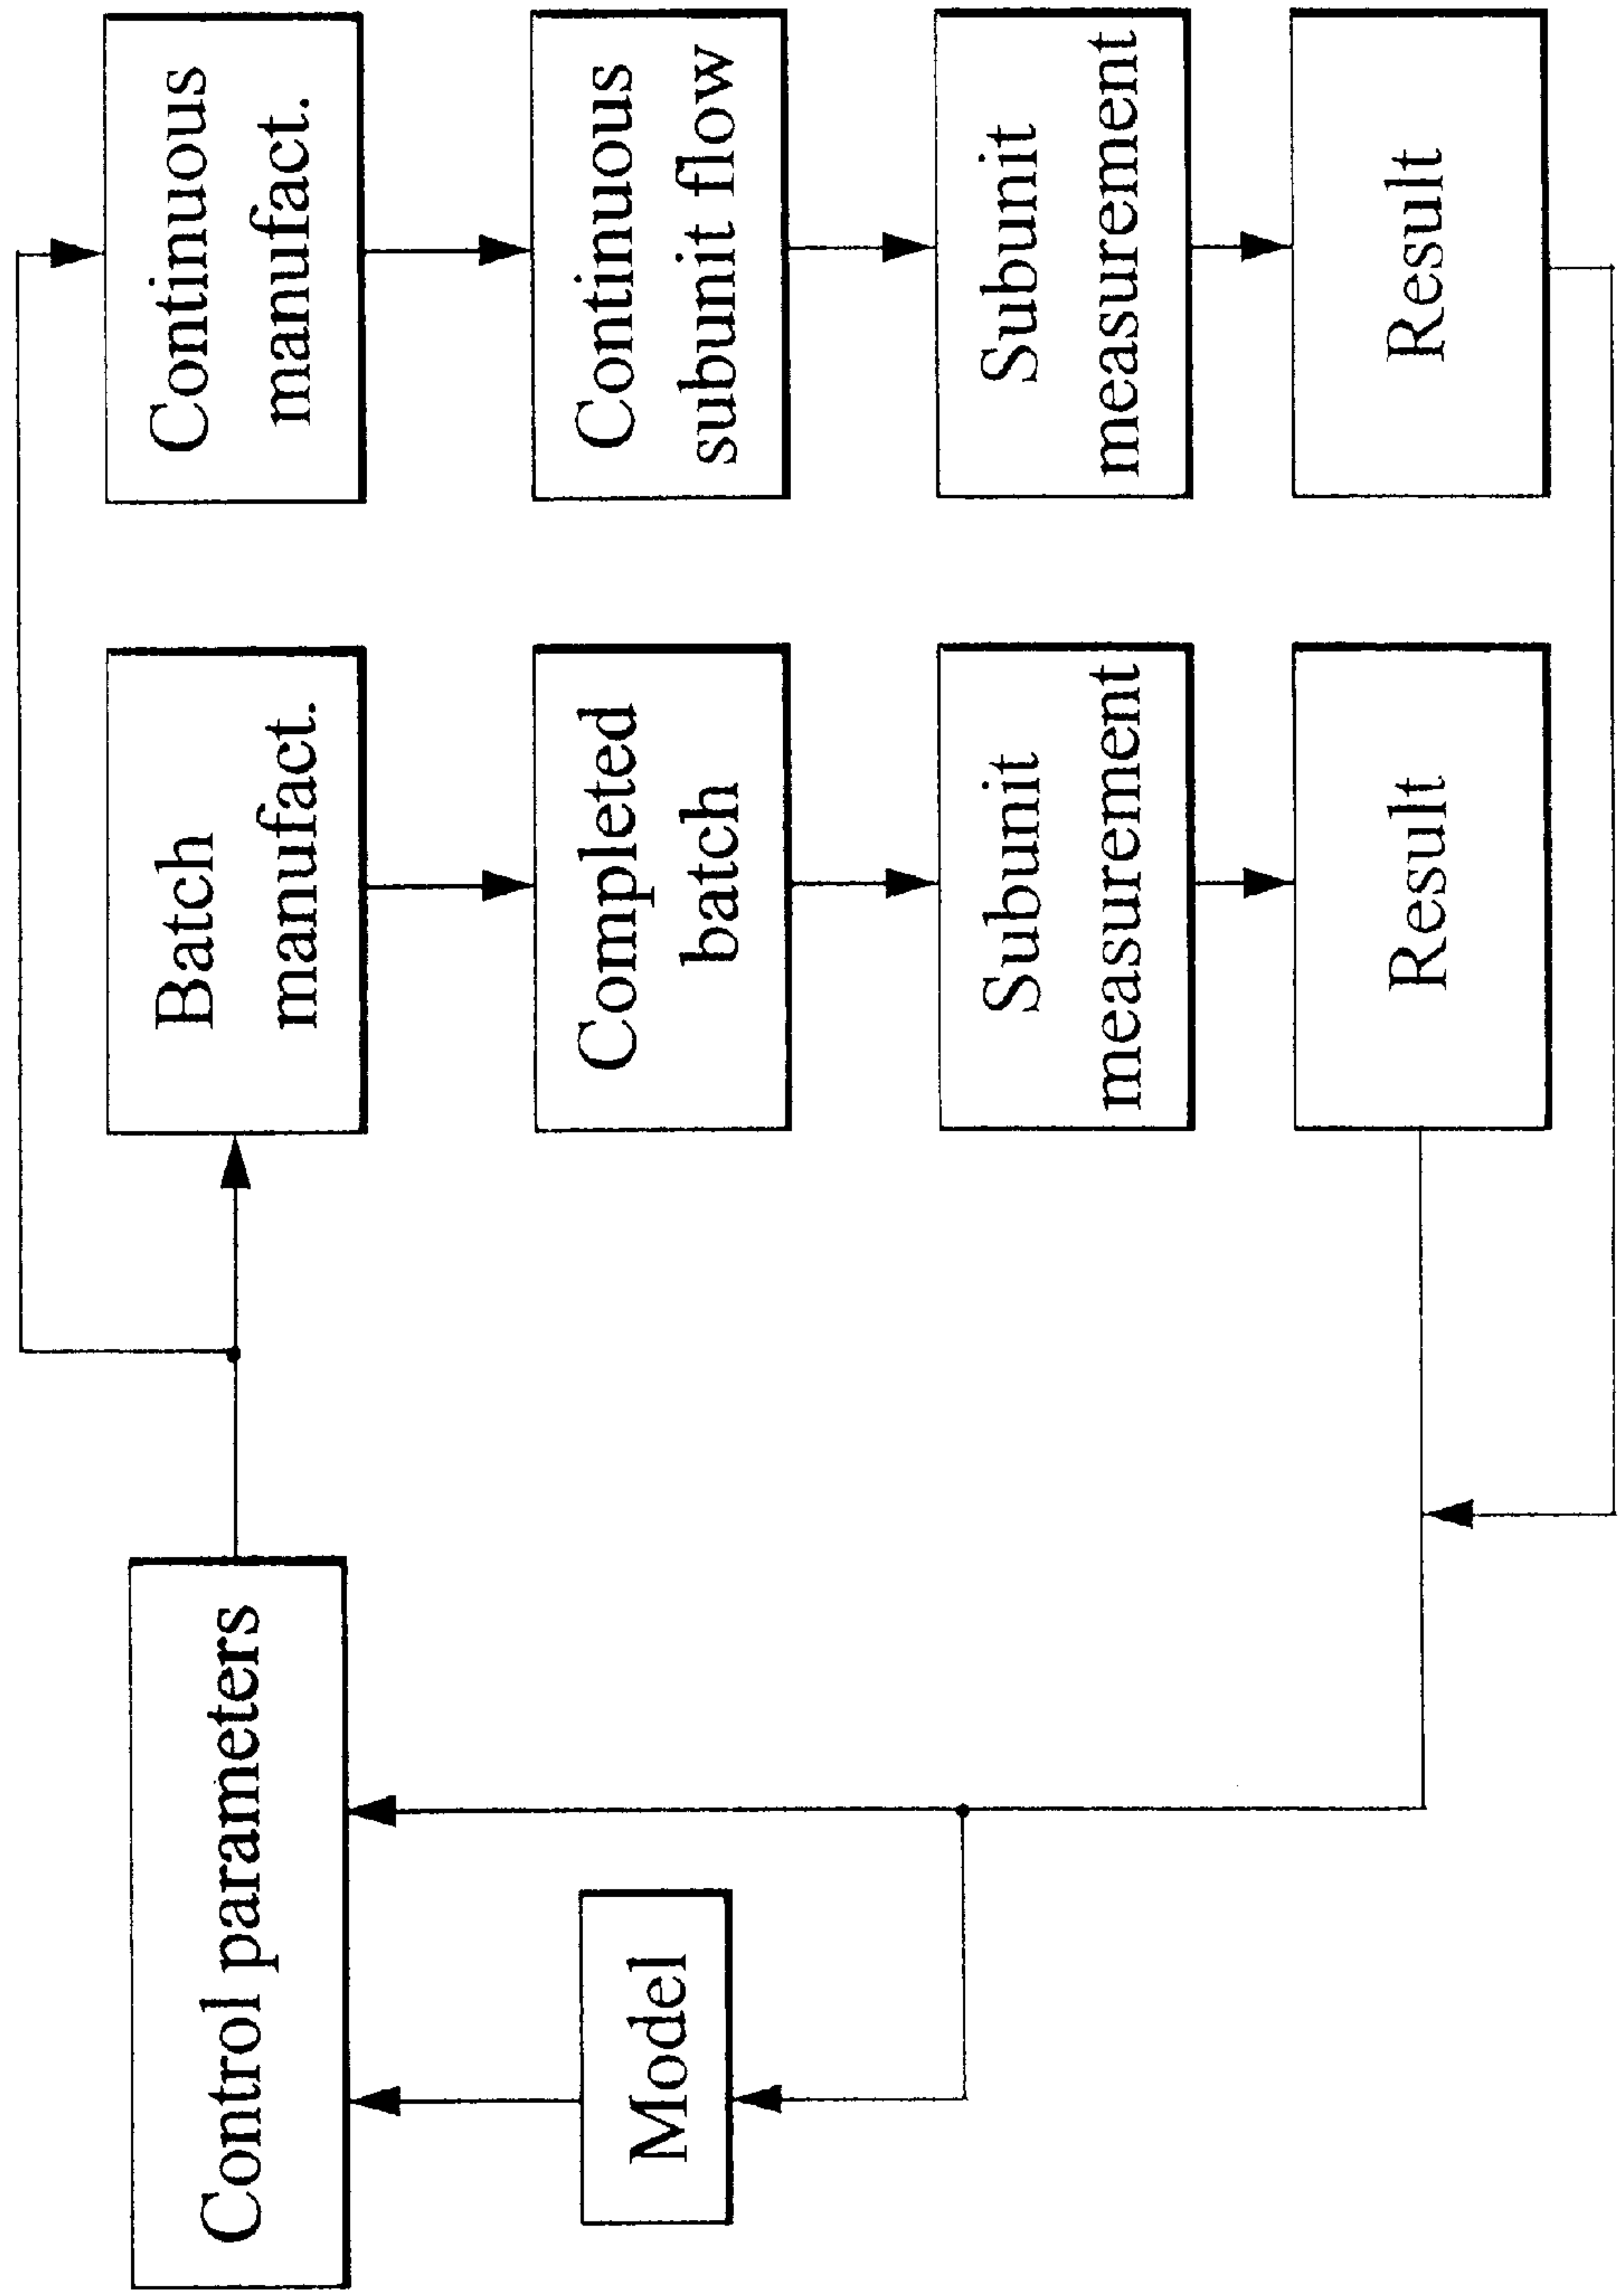 Control parameters
Model
Batch
manufact.
Completed
batch
Subunit
measurement
Result
Continuous
manufact.
Continuous
subunit flow
Subunit
measurement
Result